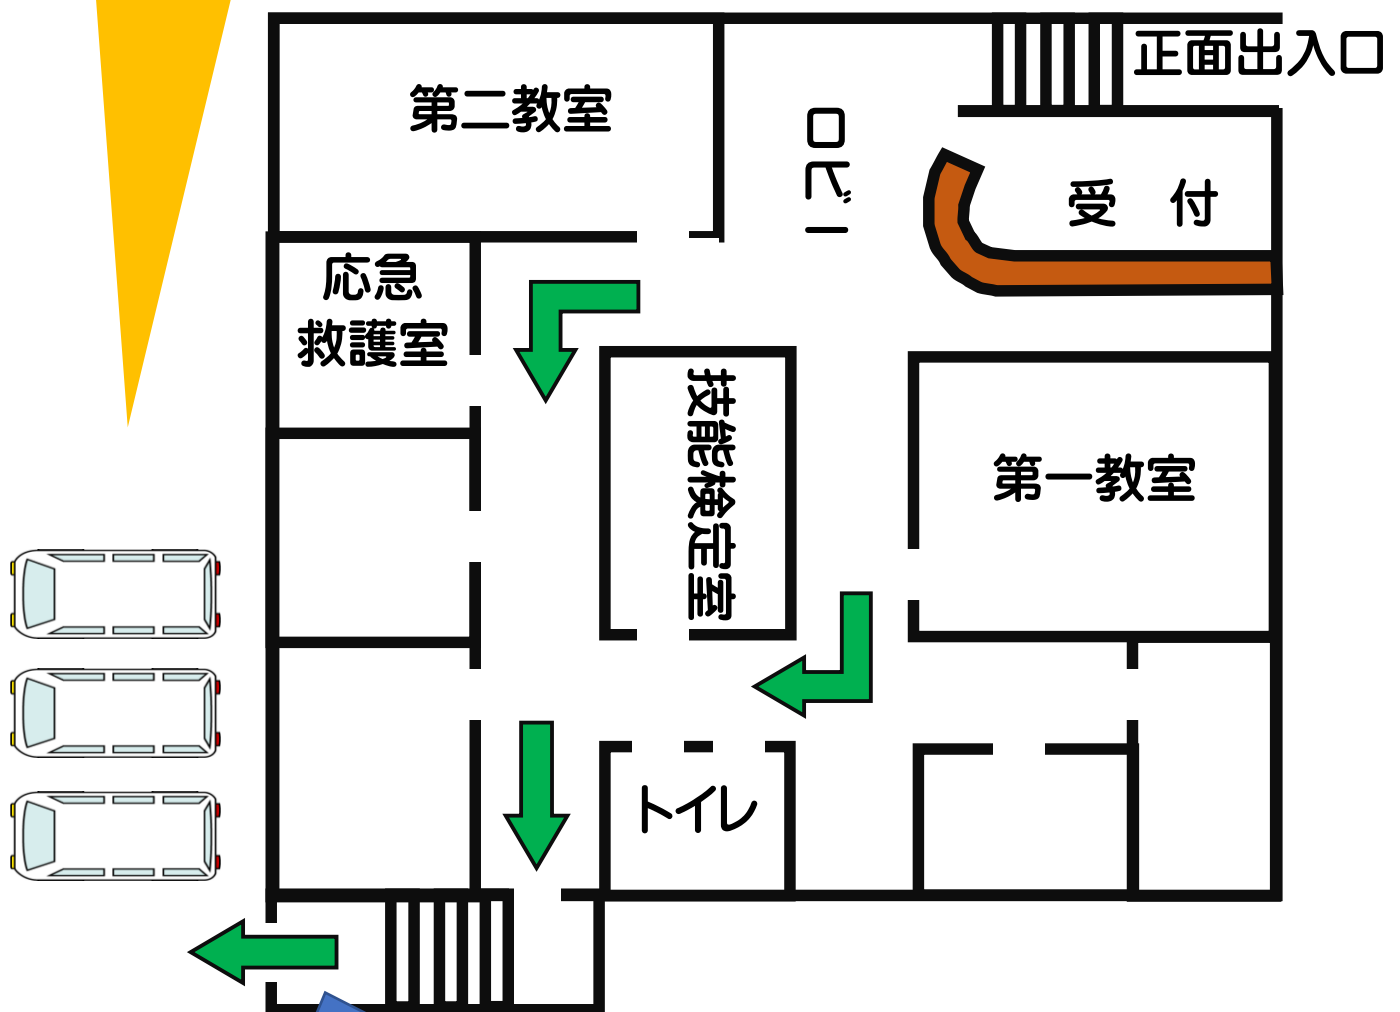 正面出入口
第二教室
ロビー
受　付
応急
救護室
技能検定室
第一教室
トイレ